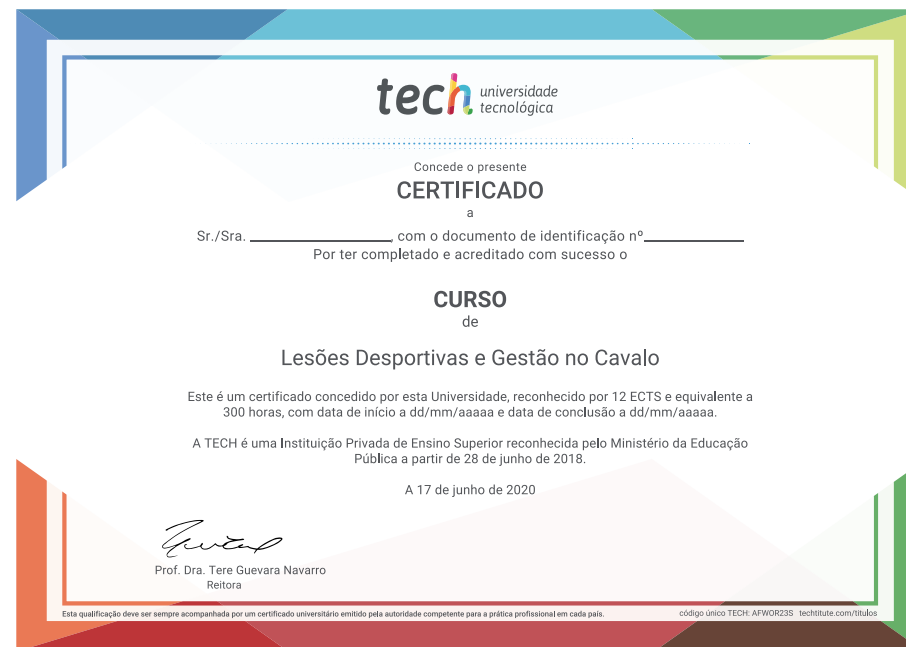 tech universidade
tecnológica
Concede o presente
CERTIFICADO
a
Sr./Sra. ________________, com o documento de identificação nº____________
Por ter completado e acreditado com sucesso o
CURSO
de
Lesões Desportivas e Gestão no Cavalo
Este é um certificado concedido por esta Universidade, reconhecido por 12 ECTS e equivalente a
300 horas, com data de início a dd/mm/aaaaa e data de conclusão a dd/mm/aaaaa.
A TECH é uma Instituição Privada de Ensino Superior reconhecida pelo Ministério da Educação
Pública a partir de 28 de junho de 2018.
A 17 de junho de 2020
Prof. Dra. Tere Guevara Navarro
Reitora
Esta qualificação deve ser sempre acompanhada por um certificado universitário emitido pela autoridade competente para a prática profissional em cada país.
código único TECH: AFWOR23S techtitute.com/titulos